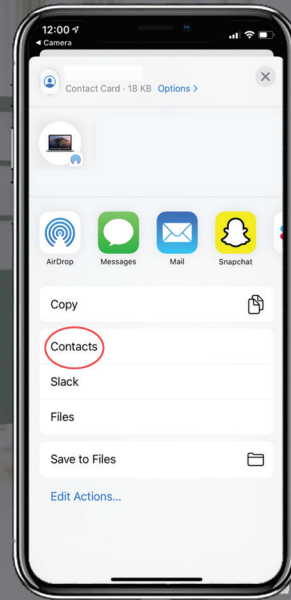 12:00
◄ Camera
Contact Card · 18 KB Options >
AirDrop
Messages
Mail
Snapchat
Copy
Contacts
Slack
Files
Save to Files
Edit Actions...